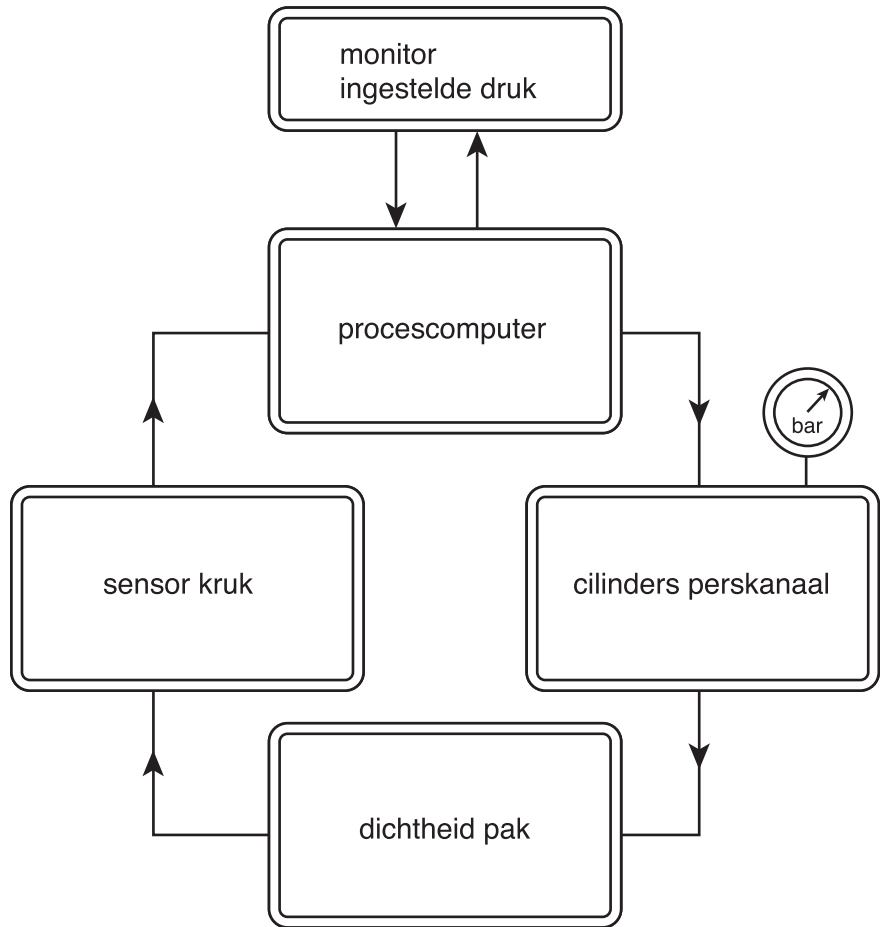 monitor
ingestelde druk
procescomputer
bar
sensor kruk
cilinders perskanaal
dichtheid pak